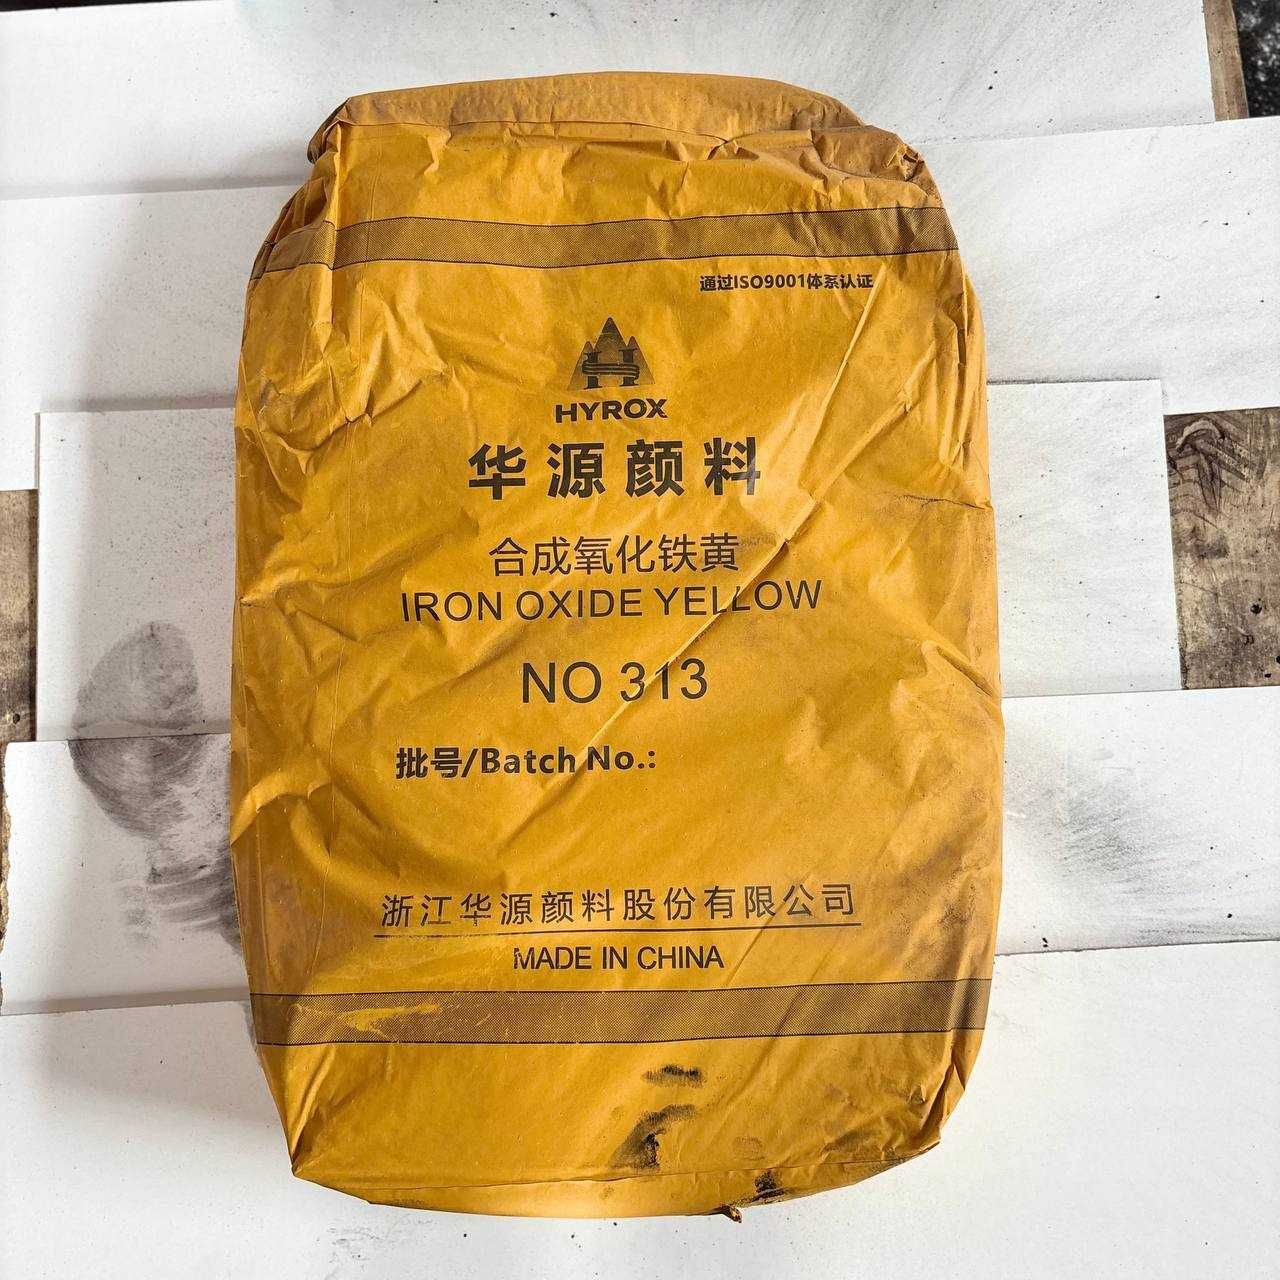 通过ISO9001体系认证
HYROX
华源颜料
合成氧化铁黄
IRON OXIDE YELLOW
NO 313
批号/Batch No.:
浙江华源颜料股份有限公司
MADE IN CHINA